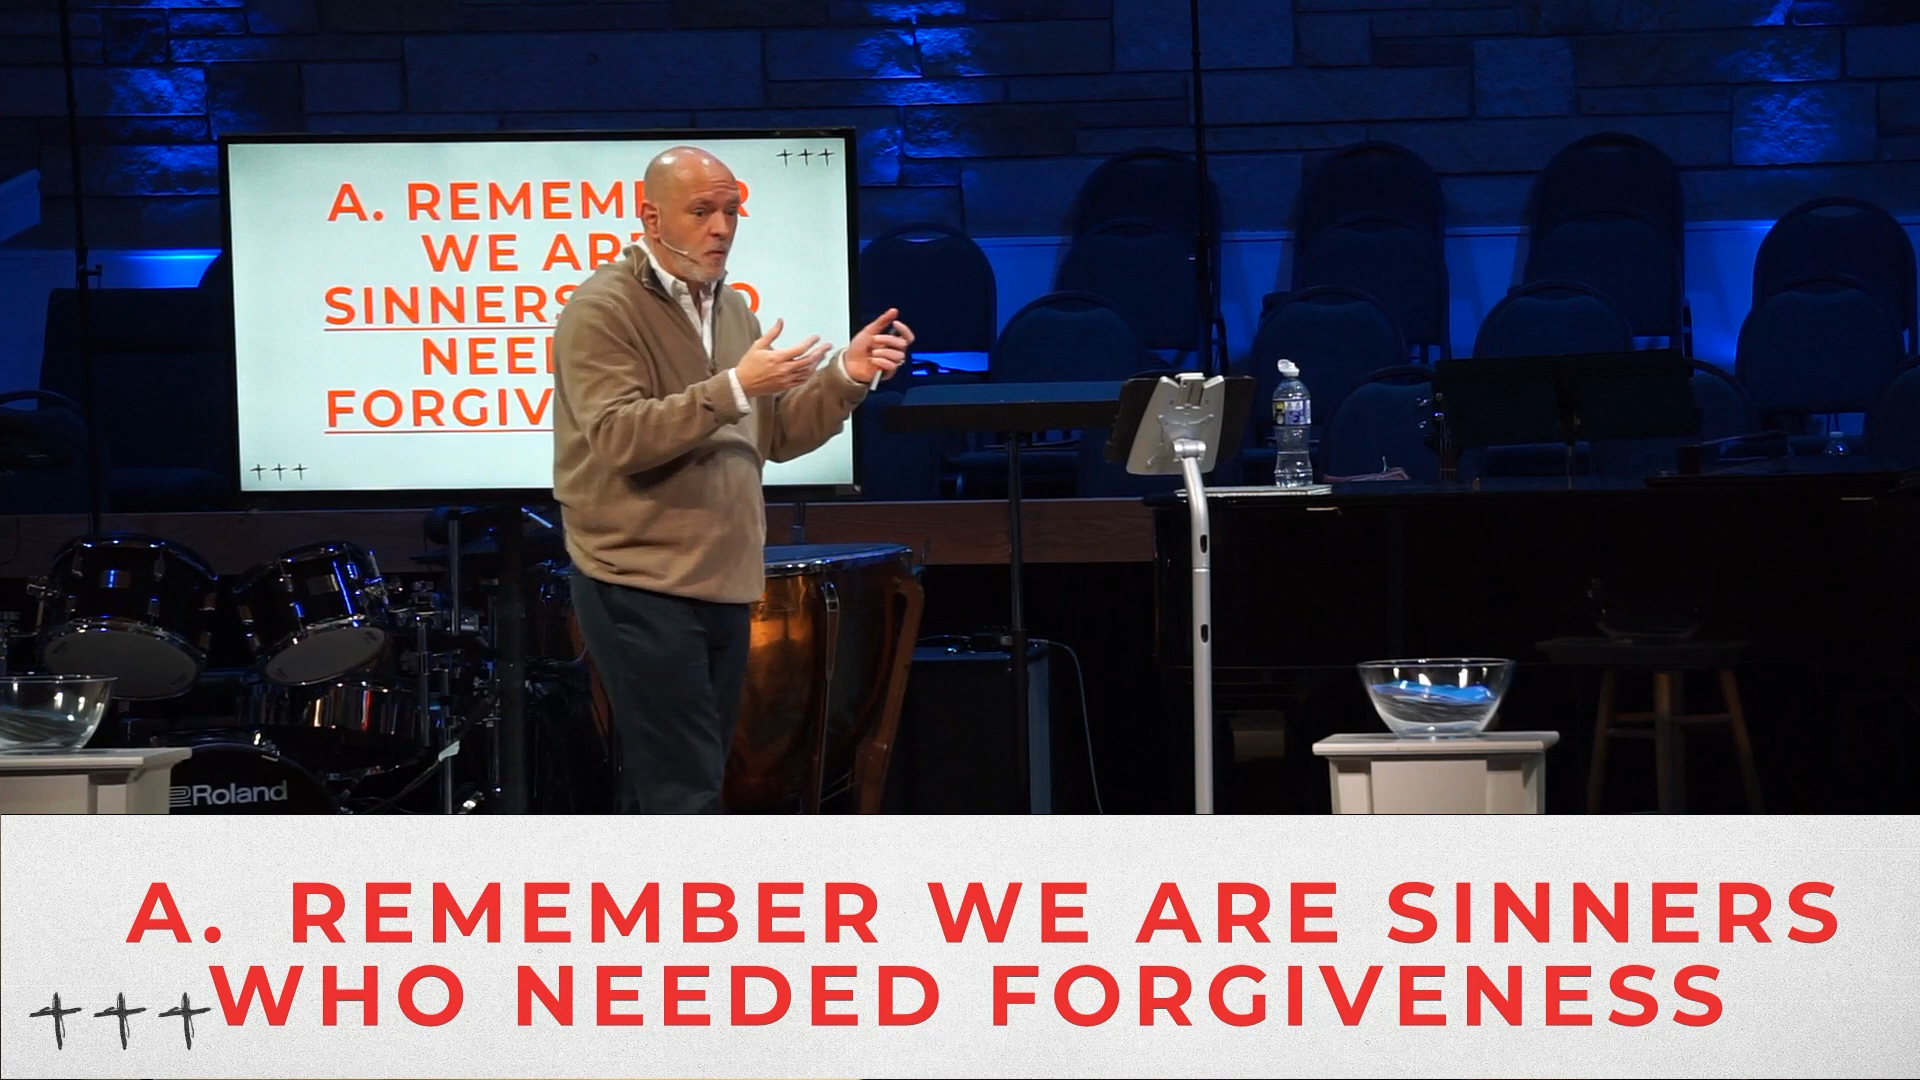 A. REMEM R
WE AR
SINNERS O
NEE
FORGIV
Roland
A. REMEMBER WE ARE SINNERS
WHO NEEDED FORGIVENESS